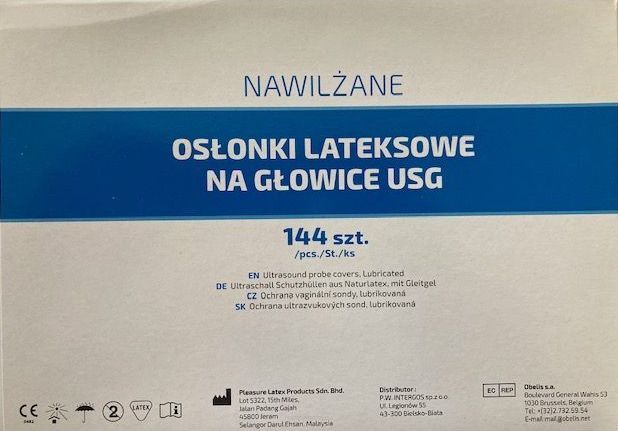 NAWILŻANE
OSŁONKI LATEKSOWE
NA GŁOWICE USG
144 szt.
/pcs./St./ks
EN Ultrasound probe covers, Lubricated
DE Ultraschall Schutzhüllen aus Naturlatex, mit Gleitgel
CZ Ochrana vaginální sondy, lubrikovaná
SK Ochrana ultrazvukových sond, lubrikovaná
CE
0482
2
LATEX
i
Pleasure Latex Products Sdn. Bhd.
Lot 5322, 15th Miles,
Jalan Padang Gajah
45800 Jeram
Selangor Darul Ehsan, Malaysia
Distributor :
P.W. INTERGOS sp.z o.o
Ul. Legionów 55
43-300 Bielsko-Biała
EC REP
Obelis s.a.
Boulevard General Wahis 53
1030 Brussels, Belgium
Tel: +(32)2.732.59.54
E-mail: mail@obelis.net